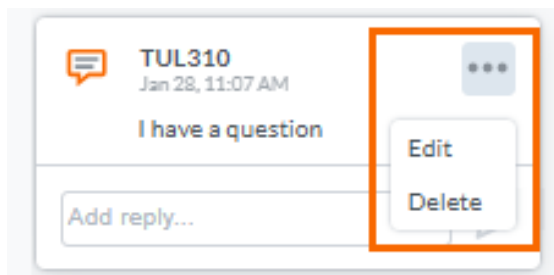 TUL310
Jan 28, 11:07 AM
I have a question
Edit
Delete
Add reply...